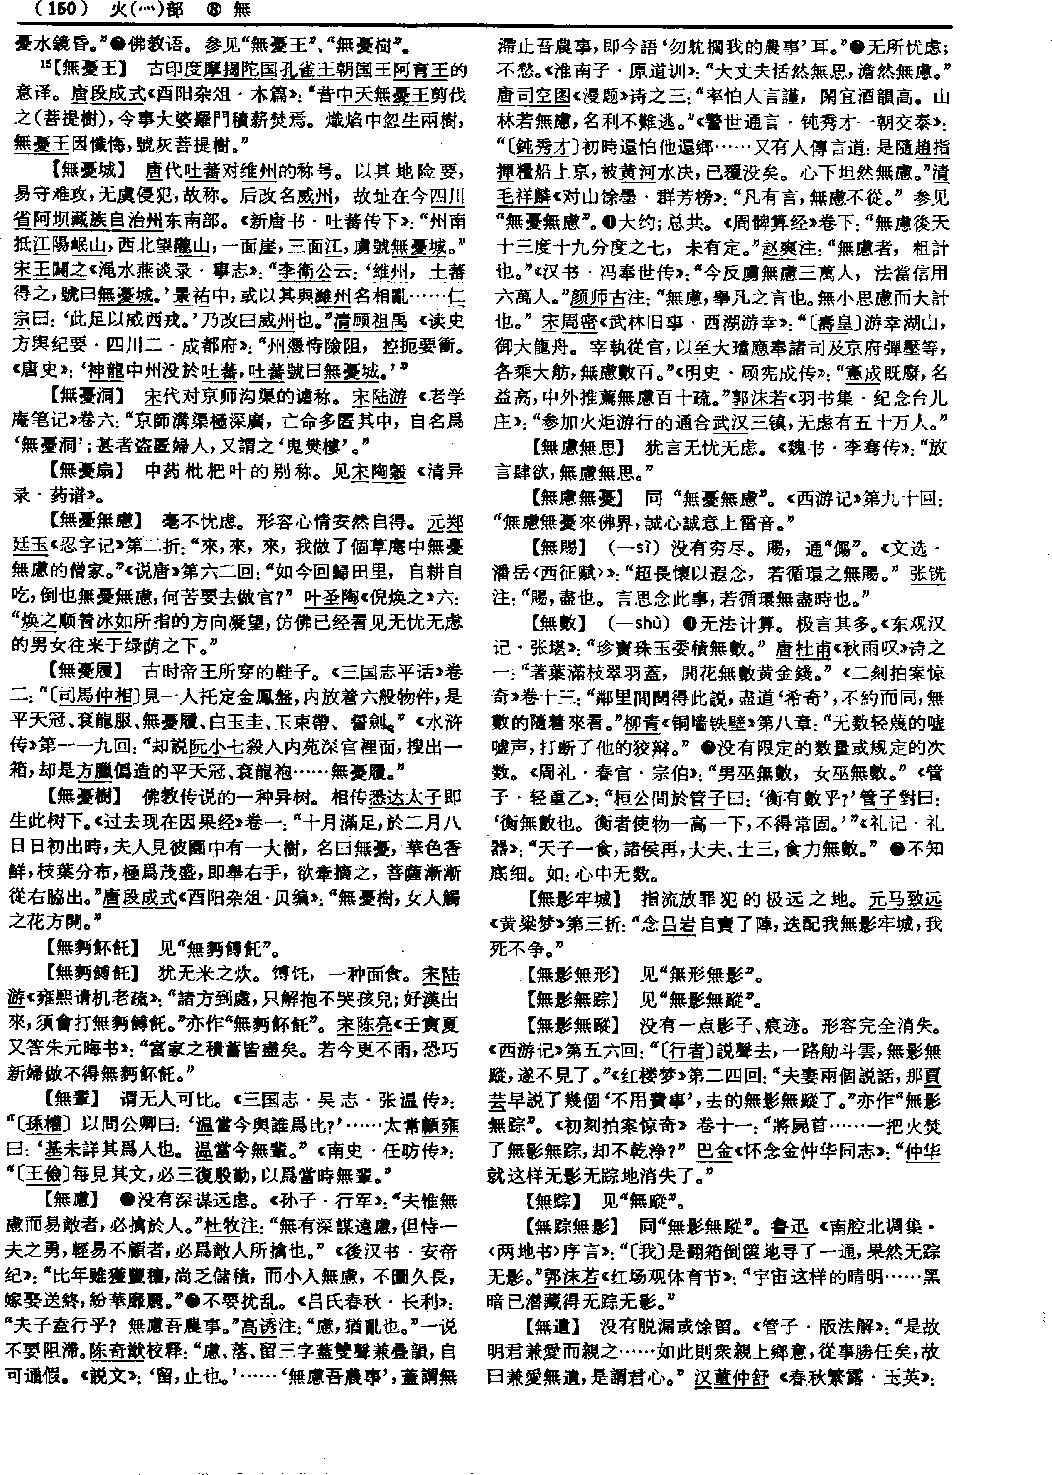 （150） 火(灬)部 ⑧ 無
憂水鏡昏。”❷佛教语。参见“無憂王”、“無憂樹”。
15【無憂王】 古印度摩揭陀国孔雀王朝国王阿育王的
意译。唐段成式《酉阳杂俎·木篇》：“昔中天無憂王剪伐
之(菩提樹)，令事火婆羅門積薪焚焉。熾焰中忽生兩樹，
無憂王因懺悔，號灰菩提樹。”
【無憂城】 唐代吐蕃对维州的称号。以其地险要，
易守难攻，无虞侵犯，故称。后改名威州，故址在今四川
省阿坝藏族自治州东南部。《新唐书·吐蕃传下》：“州南
抵江陽岷山，西北望隴山，一面崖，三面江，虜號無憂城。”
宋王闢之《渑水燕谈录·事志》：“李衛公云：‘維州，土蕃
得之，號曰無憂城。’景祐中，或以其與濰州名相亂……仁
宗曰：‘此足以威西戎。’乃改曰威州也。”清顾祖禹《读史
方舆纪要·四川二·成都府》：“州憑恃險阻，控扼要衝。
《唐史》：‘神龍中州没於吐蕃，吐蕃號曰無憂城。’”
【無憂洞】 宋代对京师沟渠的谑称。宋陆游《老学
庵笔记》卷六：“京師溝渠極深廣，亡命多匿其中，自名爲
‘無憂洞’；甚者盗匿婦人，又謂之‘鬼樊樓’。”
【無憂扇】 中药枇杷叶的别称。见宋陶穀《清异
录·药谱》。
【無憂無慮】 毫不忧虑。形容心情安然自得。元郑
廷玉《忍字记》第二折：“來，來，來，我做了個草庵中無憂
無慮的僧家。”《说唐》第六二回：“如今回歸田里，自耕自
吃，倒也無憂無慮，何苦要去做官？”叶圣陶《倪焕之》六：
“焕之顺着冰如所指的方向凝望，仿佛已经看见无忧无虑
的男女往来于绿荫之下。”
【無憂履】 古时帝王所穿的鞋子。《三国志平话》卷
二：“〔司馬仲相〕見一人托定金鳳盤，内放着六般物件，是
平天冠、衮龍服、無憂履、白玉圭、玉束帶、誓劍。”《水浒
传》第一一九回：“却説阮小七殺入内苑深宫裡面，搜出一
箱，却是方臘僞造的平天冠、衮龍袍……無憂履。”
【無憂樹】 佛教传说的一种异树。相传悉达太子即
生此树下。《过去现在因果经》卷一：“十月滿足，於二月八
日日初出時，夫人見彼園中有一大樹，名曰無憂，華色香
鮮，枝葉分布，極爲茂盛，即舉右手，欲牽摘之，菩薩漸漸
從右脇出。”唐段成式《酉阳杂俎·贝编》：“無憂樹，女人觸
之花方開。”
【無麪飥】 见“無麪餺飥”。
【無麪餺飥】 犹无米之炊。馎饦，一种面食。宋陆
游《雍熙请机老疏》：“諸方到處，只解抱不哭孩兒；好漢出
來，須會打無麪餺飥。”亦作“無麪飥”。宋陈亮《壬寅夏
又答朱元晦书》：“富家之積蓄皆盡矣。若今更不雨，恐巧
新婦做不得無麪飥。”
【無輩】 谓无人可比。《三国志·吴志·张温传》：
“〔孫權〕以問公卿曰：‘温當今與誰爲比？’……太常顧雍
曰：‘基未詳其爲人也。温當今無輩。”《南史·任昉传》：
“〔王儉〕每見其文，必三復殷勤，以爲當時無輩。”
【無慮】 ❶没有深谋远虑。《孙子·行军》：“夫惟無
慮而易敵者，必擒於人。”杜牧注：“無有深謀遠慮，但恃一
夫之勇，輕易不顧者，必爲敵人所擒也。”《後汉书·安帝
纪》：“比年雖獲豐穰，尚乏儲積，而小人無慮，不圖久長，
嫁娶送終，紛華靡麗。”❷不要扰乱。《吕氏春秋·长利》：
“夫子盍行乎？無慮吾農事。”高诱注：“慮，猶亂也。”一说
不要阻滞。陈奇猷校释：“慮、落、留三字蓋雙聲兼疊韻，自
可通假。《説文》：‘留，止也。’……‘無慮吾農事’，蓋謂無
滯止吾農事，即今語‘勿耽擱我的農事’耳。”❸无所忧虑；
不愁。《淮南子·原道训》：“大丈夫恬然無思，澹然無慮。”
唐司空图《漫题》诗之三：“率怕人言謹，閑宜酒韻高。山
林若無慮，名利不難逃。”《警世通言·钝秀才一朝交泰》：
“〔鈍秀才〕初時還怕他還鄉……又有人傳言道：是隨趙指
揮糧船上京，被黄河水决，已覆没矣。心下坦然無慮。”清
毛祥麟《对山馀墨·群芳榜》：“凡有言，無慮不從。”参见
“無憂無慮”。❹大约；总共。《周髀算经》卷下：“無慮後天
十三度十九分度之七，未有定。”赵爽注：“無慮者，粗計
也。”《汉书·冯奉世传》：“今反虜無慮三萬人，法當信用
六萬人。”颜师古注：“無慮，舉凡之言也。無小思慮而大計
也。”宋周密《武林旧事·西湖游幸》：“〔壽皇〕游幸湖山，
御大龍舟。宰執從官，以至大璫應奉諸司及京府彈壓等，
各乘大舫，無慮數百。”《明史·顾宪成传》：“憲成既廢，名
益高，中外推薦無慮百十疏。”郭沫若《羽书集·纪念台儿
庄》：“参加火炬游行的通合武汉三镇，无虑有五十万人。”
【無慮無思】 犹言无忧无虑。《魏书·李骞传》：“放
言肆欲，無慮無思。”
【無慮無憂】 同“無憂無慮”。《西游记》第九十回：
“無慮無憂來佛界，誠心誠意上雷音。”
【無賜】 （一sì）没有穷尽。賜，通“儩”。《文选·
潘岳〈西征赋〉》：“超長懷以遐念，若循環之無賜。”张铣
注：“賜，盡也。言思念此事，若循環無盡時也。”
【無數】 （一shù）❶无法计算。极言其多。《东观汉
记·张堪》：“珍寶珠玉委積無數。”唐杜甫《秋雨叹》诗之
一：“著葉滿枝翠羽蓋，開花無數黄金錢。”《二刻拍案惊
奇》卷十三：“鄰里間聞得此説，盡道‘希奇’，不約而同，無
數的隨着來看。”柳青《铜墙铁壁》第八章：“无数轻蔑的嘘
嘘声，打断了他的狡辩。”❷没有限定的数量或规定的次
数。《周礼·春官·宗伯》：“男巫無數，女巫無數。”《管
子·轻重乙》：“桓公問於管子曰：‘衡有數乎？’管子對曰：
‘衡無數也。衡者使物一高一下，不得常固。’”《礼记·礼
器》：“天子一食，諸侯再，大夫、士三，食力無數。”❸不知
底细。如：心中无数。
【無影牢城】 指流放罪犯的极远之地。元马致远
《黄粱梦》第三折：“念吕岩自賣了陣，迭配我無影牢城，我
死不争。”
【無影無形】 见“無形無影”。
【無影無踪】 见“無影無蹤”。
【無影無蹤】 没有一点影子、痕迹。形容完全消失。
《西游记》第五六回：“〔行者〕説聲去，一路觔斗雲，無影無
蹤，遂不見了。”《红楼梦》第二四回：“夫妻兩個説話，那賈
芸早説了幾個‘不用費事’，去的無影無蹤了。”亦作“無影
無踪”。《初刻拍案惊奇》卷十一：“將屍首……一把火焚
了無影無踪，却不乾净？”巴金《怀念金仲华同志》：“仲华
就这样无影无踪地消失了。”
【無踪】 见“無蹤”。
【無踪無影】 同“無影無蹤”。鲁迅《南腔北调集·
〈两地书〉序言》：“〔我〕是翻箱倒箧地寻了一通，果然无踪
无影。”郭沫若《红场观体育节》：“宇宙这样的晴明……黑
暗已潜藏得无踪无影。”
【無遺】 没有脱漏或馀留。《管子·版法解》：“是故
明君兼愛而親之……如此則衆親上鄉意，從事勝任矣，故
曰兼愛無遺，是謂君心。”汉董仲舒《春秋繁露·玉英》：